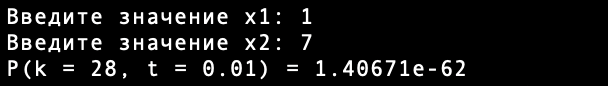 Введите значение x1: 1
Введите значение x2: 7
P(k = 28, t = 0.01) = 1.40671e-62